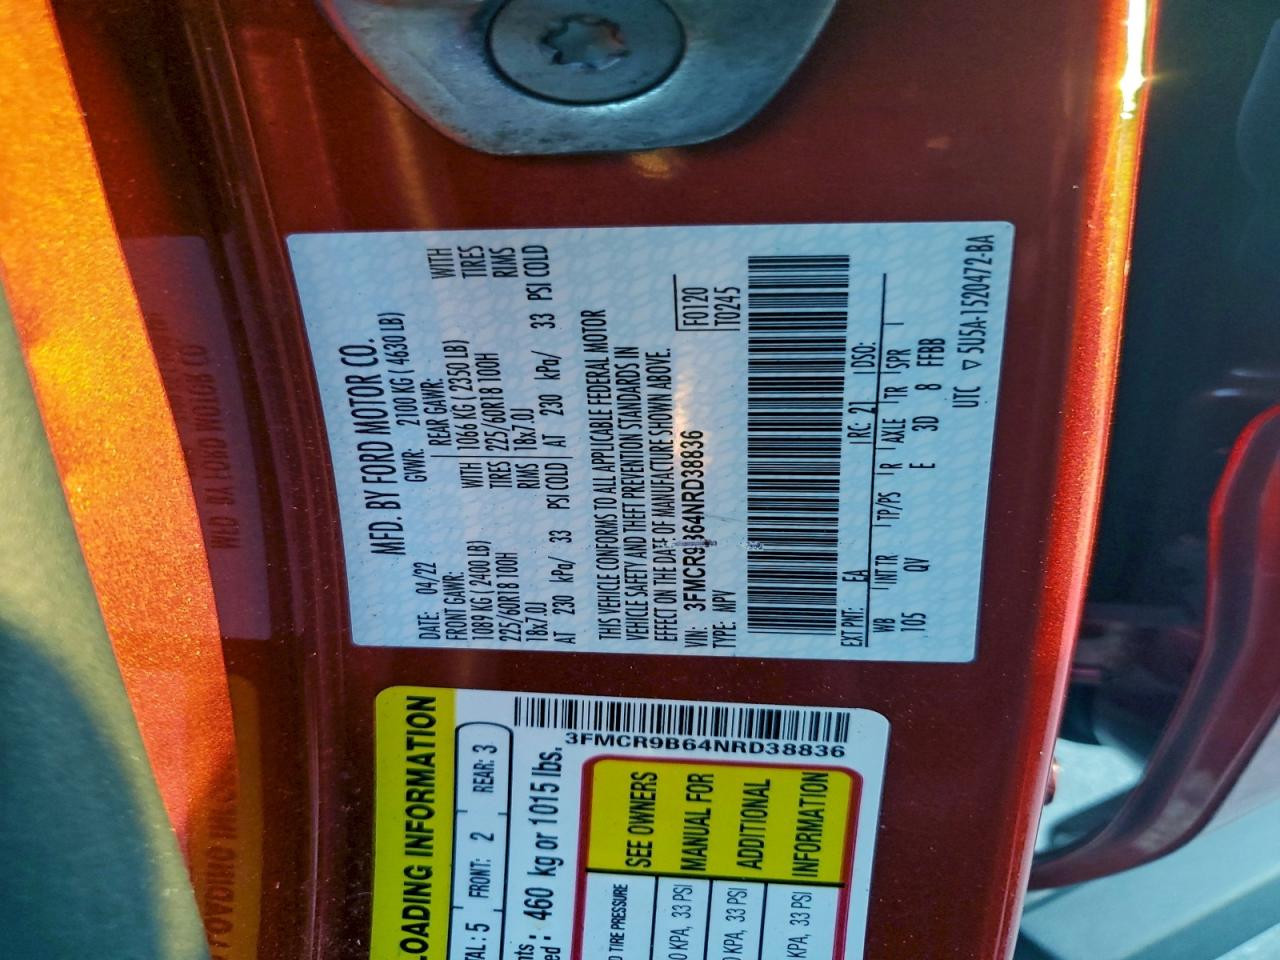 MFD. BY FORD MOTOR CO.
DATE: 04/22 GVWR: 2100 KG ( 4630 LB)
FRONT GAWR: REAR GAWR:
1089 KG ( 2400 LB) WITH 1066 KG ( 2350 LB) WITH
225/60R18 100H TIRES 225/60R18 100H TIRES
18x7.0J RIMS 18x7.0J RIMS
AT 230 kPa/ 33 PSI COLD AT 230 kPa/ 33 PSI COLD
THIS VEHICLE CONFORMS TO ALL APPLICABLE FEDERAL MOTOR
VEHICLE SAFETY AND THEFT PREVENTION STANDARDS IN
EFFECT ON THE DATE OF MANUFACTURE SHOWN ABOVE.
VIN: 3FMCR9B64NRD38836 F0120
TYPE: MPV T0245
EXT PNT: EA RC: 21 DSO:
WB INT TR TP/PS R AXLE TR SPR
105 QV E 3D 8 FFBB
UTC ▽ 5U5A-1520472-BA
LOADING INFORMATION
5 FRONT: 2 REAR: 3
460 kg or 1015 lbs.
3FMCR9B64NRD38836
TIRE PRESSURE
KPA, 33 PSI
KPA, 33 PSI
KPA, 33 PSI
SEE OWNERS
MANUAL FOR
ADDITIONAL
INFORMATION